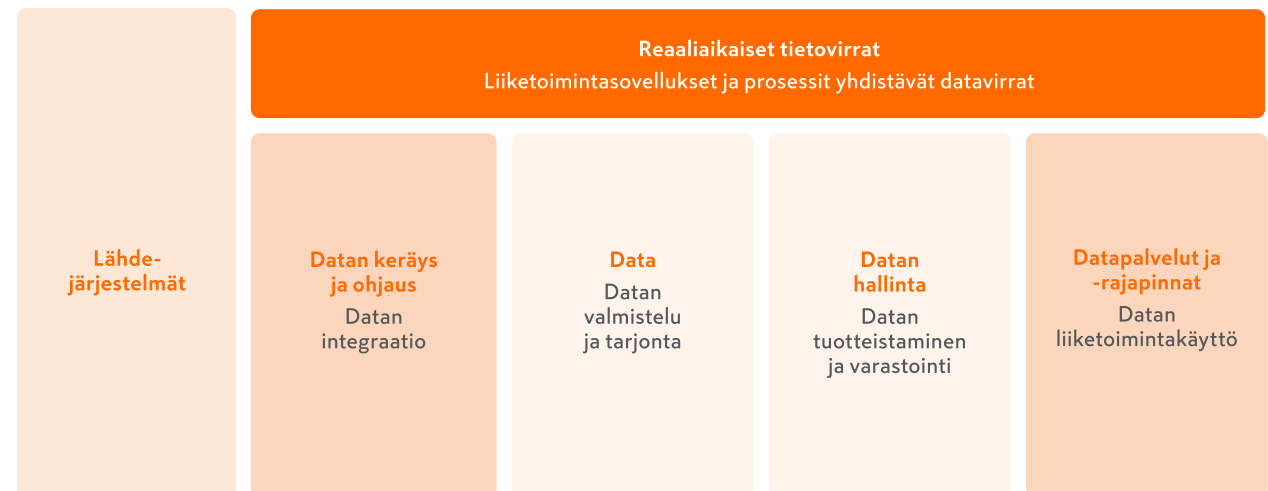 Reaaliaikaiset tietovirrat
Liiketoimintasovellukset ja prosessit yhdistävät datavirrat
Lähde-
järjestelmät
Datan keräys
ja ohjaus
Datan
integraatio
Data
Datan
valmistelu
ja tarjonta
Datan
hallinta
Datan
tuotteistaminen
ja varastointi
Datapalvelut ja
-rajapinnat
Datan
liiketoimintakäyttö